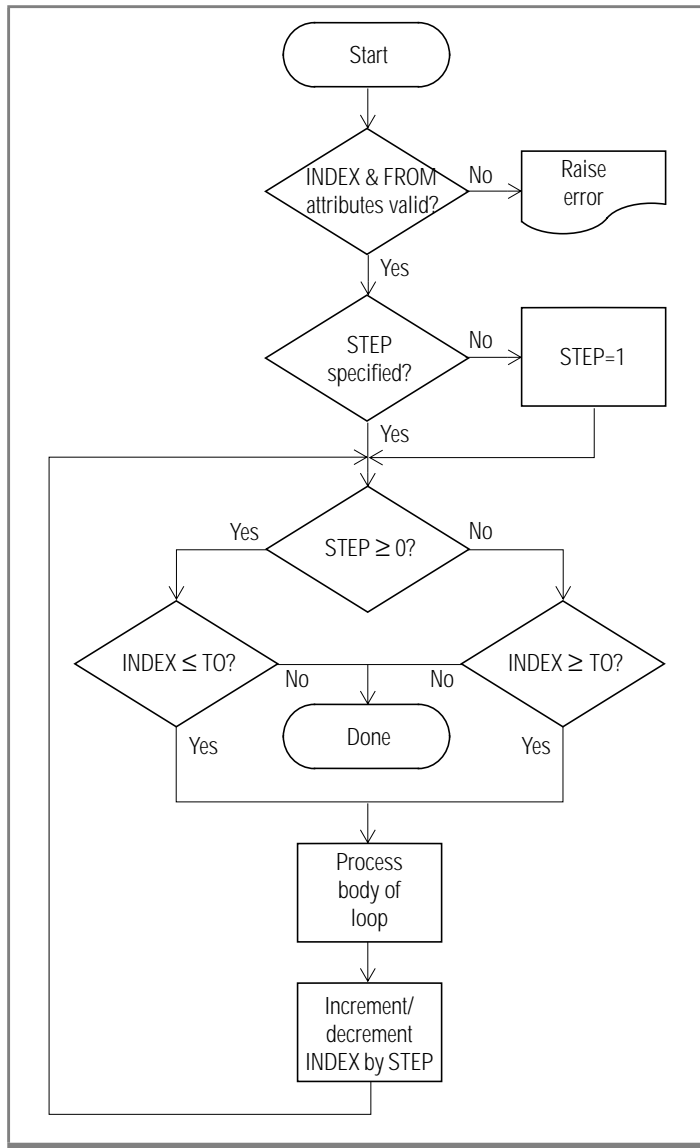 Start
INDEX & FROM
attributes valid?
No
Raise
error
Yes
STEP
specified?
No
STEP=1
Yes
Yes
STEP ≥ 0?
No
INDEX ≤ TO?
No
No
INDEX ≥ TO?
Done
Yes
Yes
Process
body of
loop
Increment/
decrement
INDEX by STEP